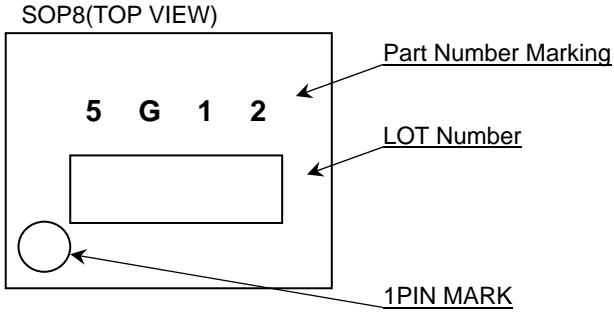 SOP8(TOP VIEW)
Part Number Marking
5 G 1 2
LOT Number
1PIN MARK